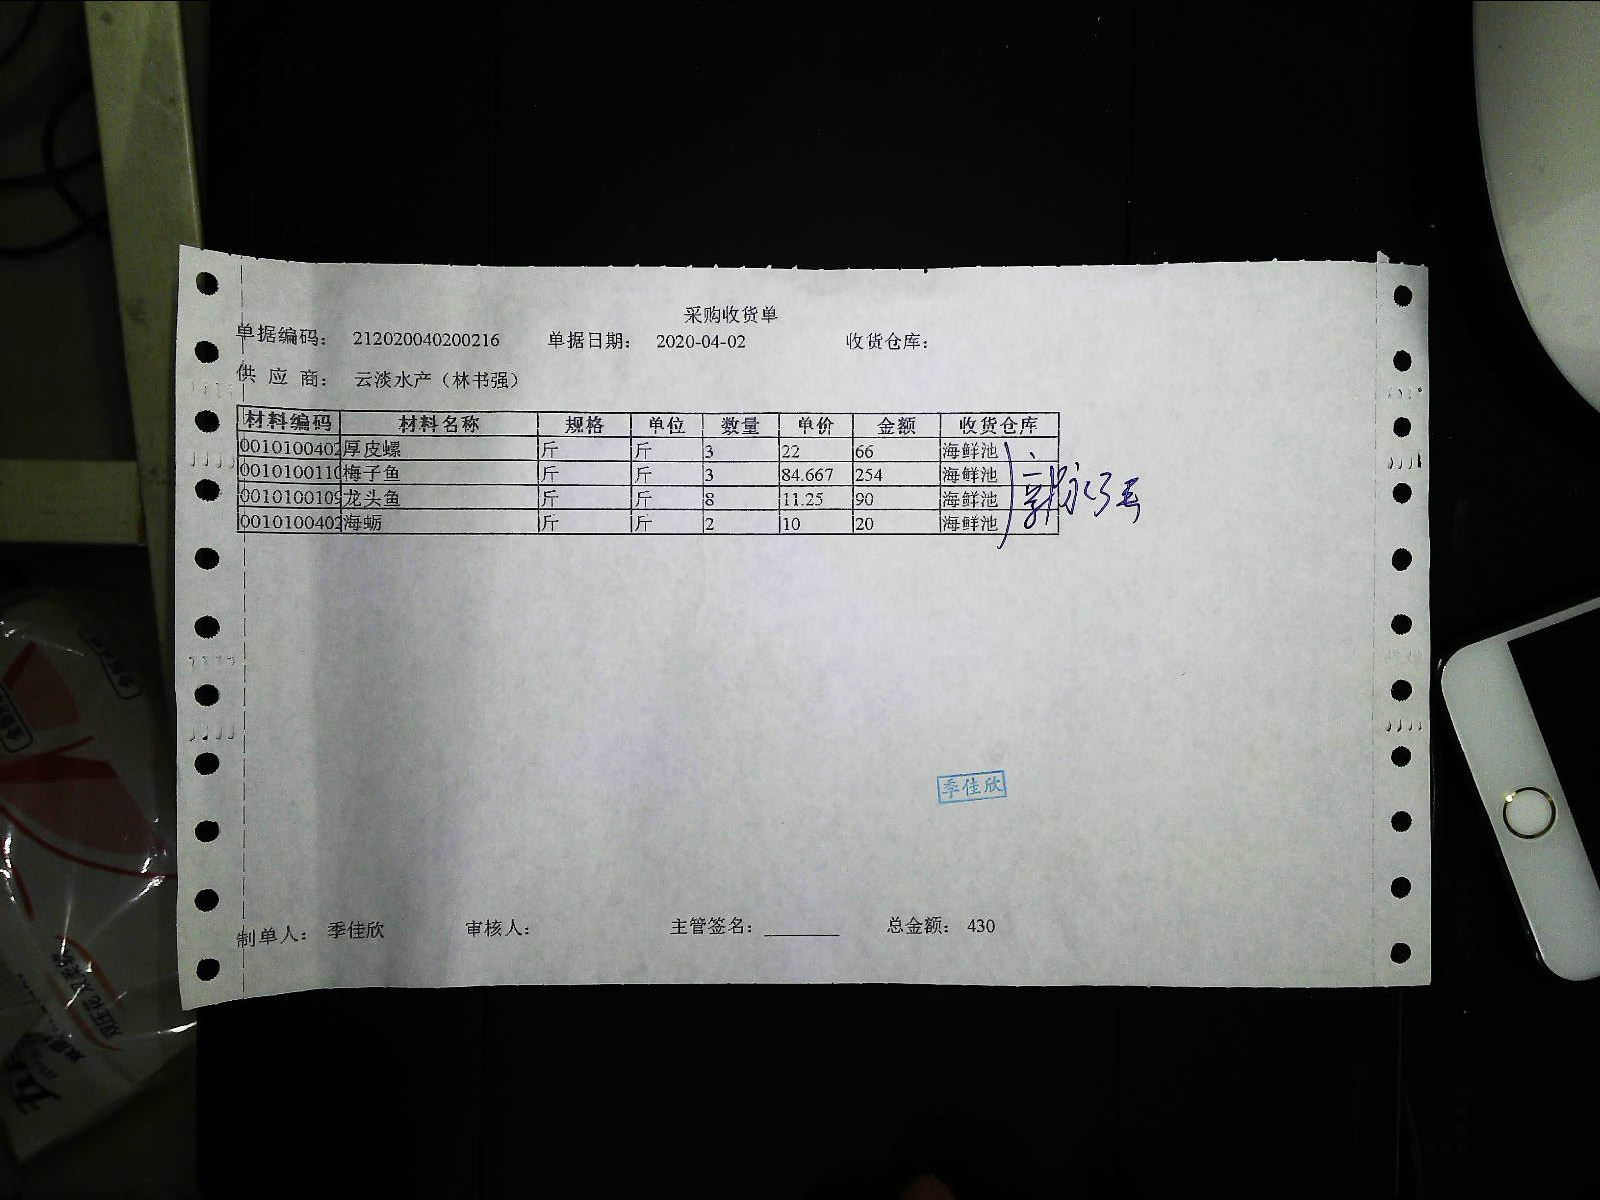 采购收货单
单据编码： 212020040200216 单据日期： 2020-04-02 收货仓库：
供 应 商： 云淡水产（林书强）
材料编码 材料名称 规格 单位 数量 单价 金额 收货仓库
0010100402 厚皮螺 斤 斤 3 22 66 海鲜池
001010011 梅子鱼 斤 斤 3 84.667 254 海鲜池
0010100109 龙头鱼 斤 斤 8 11.25 90 海鲜池
0010100402 海蛎 斤 斤 2 10 20 海鲜池
季佳欣
制单人： 季佳欣 审核人： 主管签名： 总金额： 430